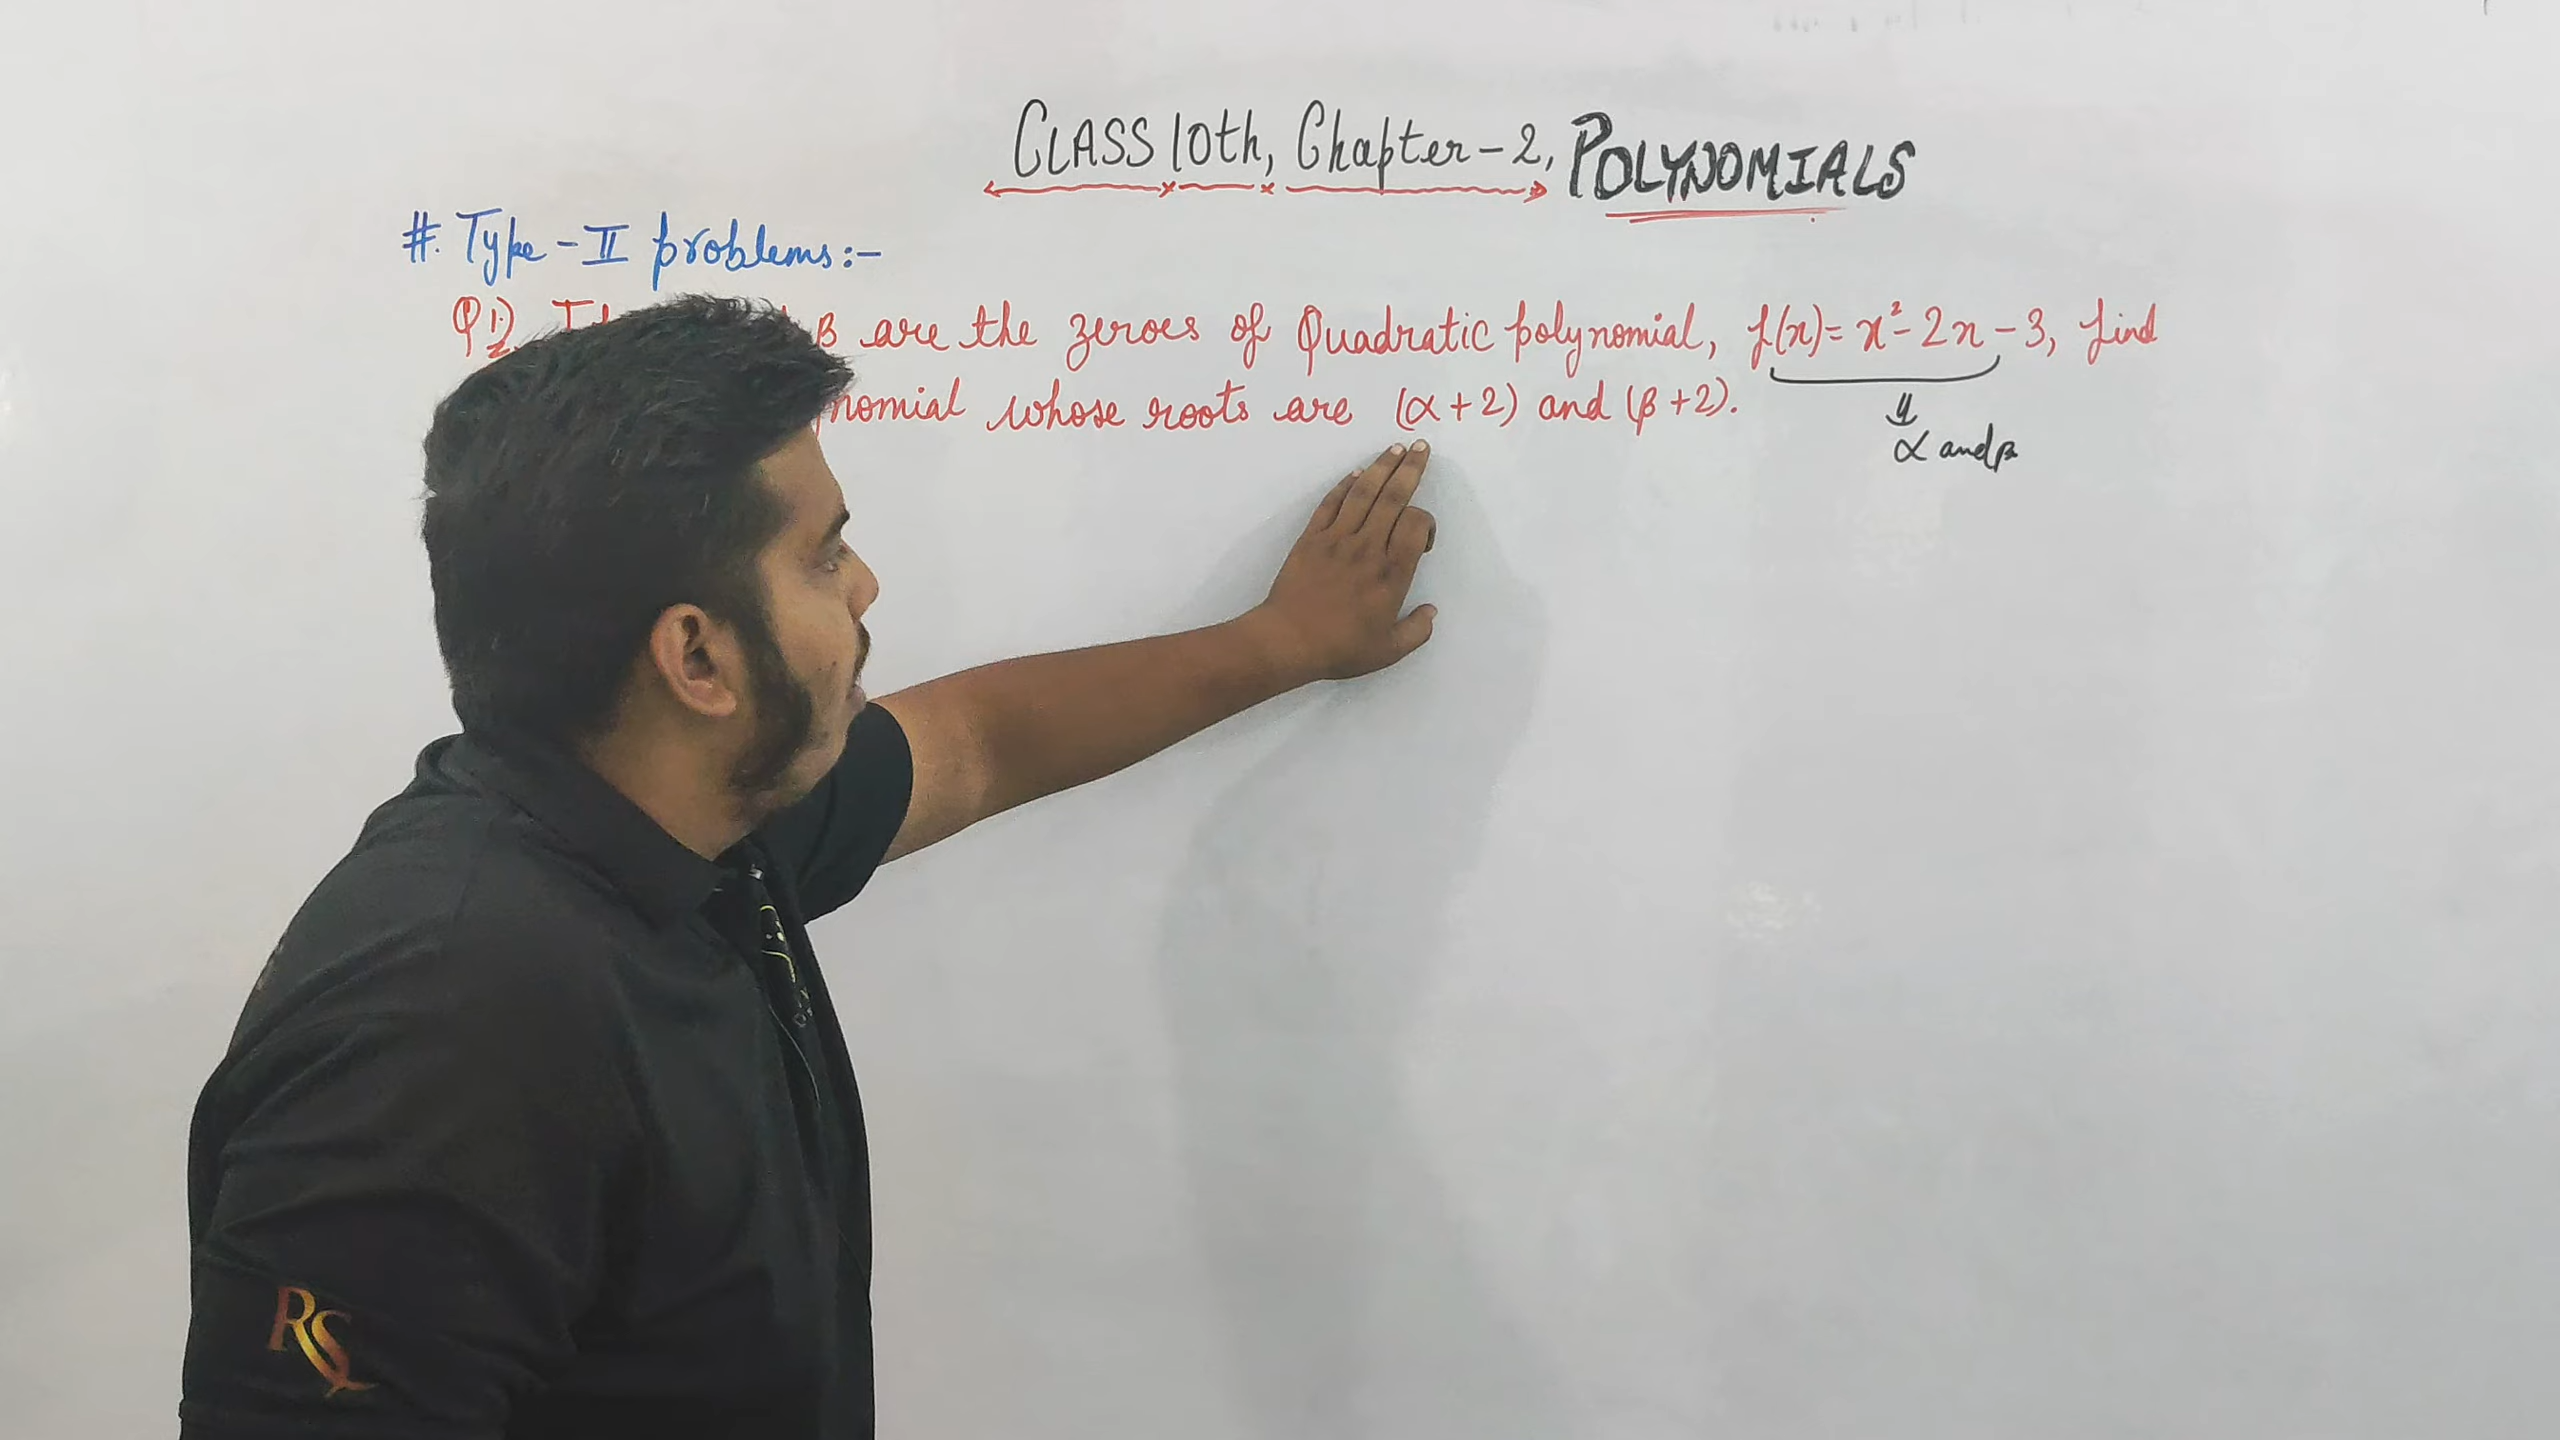 CLASS 10th, Chapter-2, POLYNOMIALS
#. Type-II problems:-
Q1) β are the zeroes of Quadratic polynomial, f(x)= x²-2x-3, find
nomial whose roots are (α+2) and (β+2).
α and β
RS